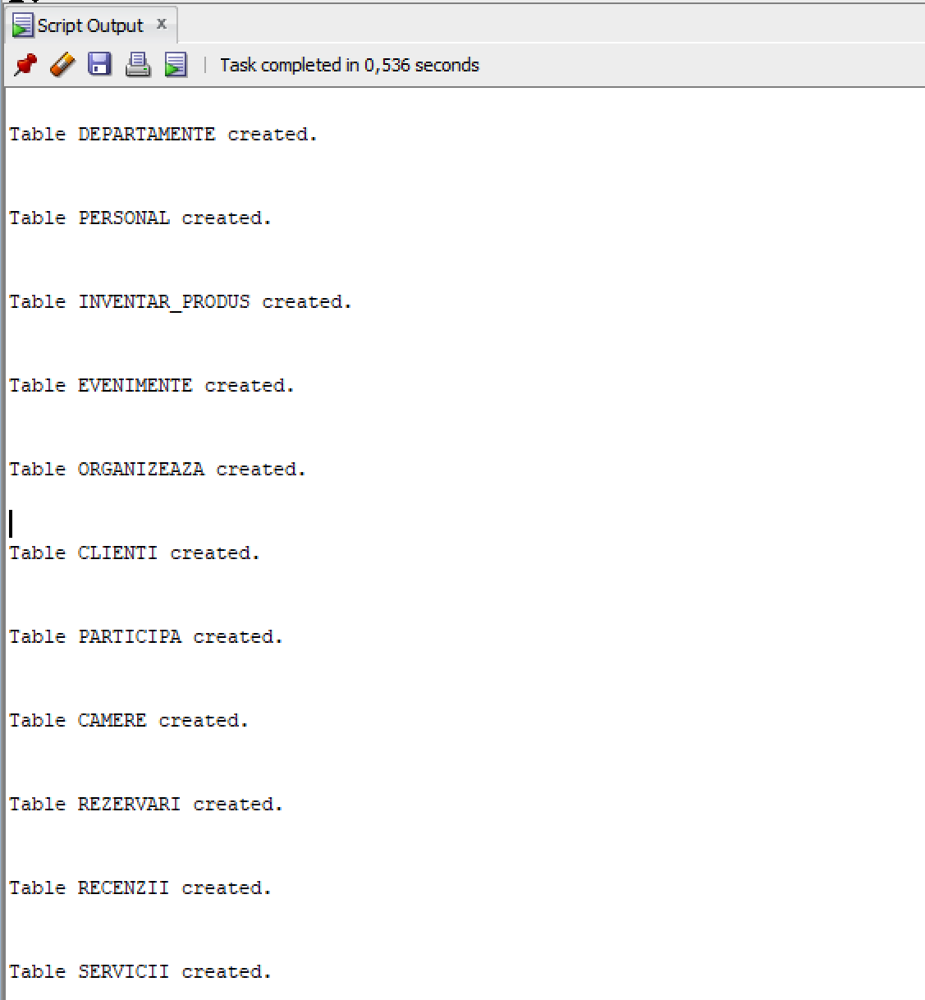 Script Output x
Task completed in 0,536 seconds
Table DEPARTAMENTE created.
Table PERSONAL created.
Table INVENTAR_PRODUS created.
Table EVENIMENTE created.
Table ORGANIZEAZA created.
Table CLIENTI created.
Table PARTICIPA created.
Table CAMERE created.
Table REZERVARI created.
Table RECENZII created.
Table SERVICII created.